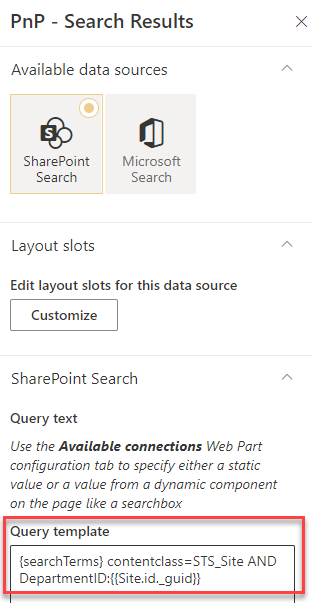 PnP - Search Results
Available data sources
SharePoint
Search
Microsoft
Search
Layout slots
Edit layout slots for this data source
Customize
SharePoint Search
Query text
Use the Available connections Web Part
configuration tab to specify either a static
value or a value from a dynamic component
on the page like a searchbox
Query template
{searchTerms} contentclass=STS_Site AND
DepartmentID:{{Site.id._guid}}